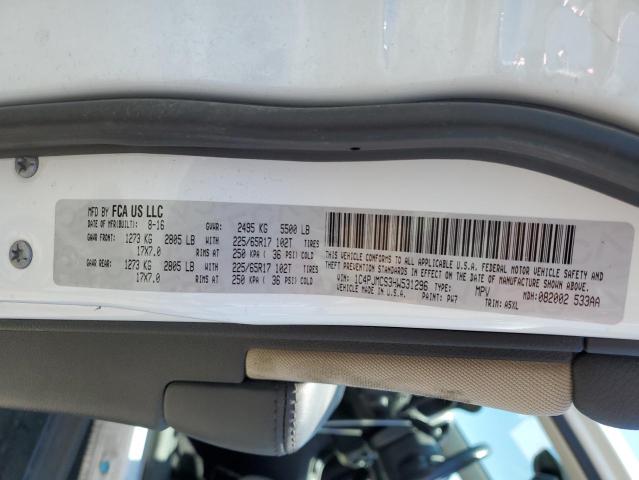 MFD BY FCA US LLC
DATE OF MFR(BUILT): 8-16 GVWR: 2495 KG 5500 LB
GAWR FRONT: 1273 KG 2805 LB WITH 225/65R17 102T TIRES
17X7.0 RIMS AT 250 KPA ( 36 PSI) COLD
GAWR REAR: 1273 KG 2805 LB WITH 225/65R17 102T TIRES
17X7.0 RIMS AT 250 KPA ( 36 PSI) COLD
THIS VEHICLE CONFORMS TO ALL APPLICABLE U.S.A. FEDERAL MOTOR VEHICLE SAFETY AND
THEFT PREVENTION STANDARDS IN EFFECT ON THE DATE OF MANUFACTURE SHOWN ABOVE.
VIN: 1C4PJMCS9HW531296 TYPE: MPV MDH: 082002 533AA
VEHICLE MADE IN U.S.A. PAINT: PW7 TRIM: A5XL